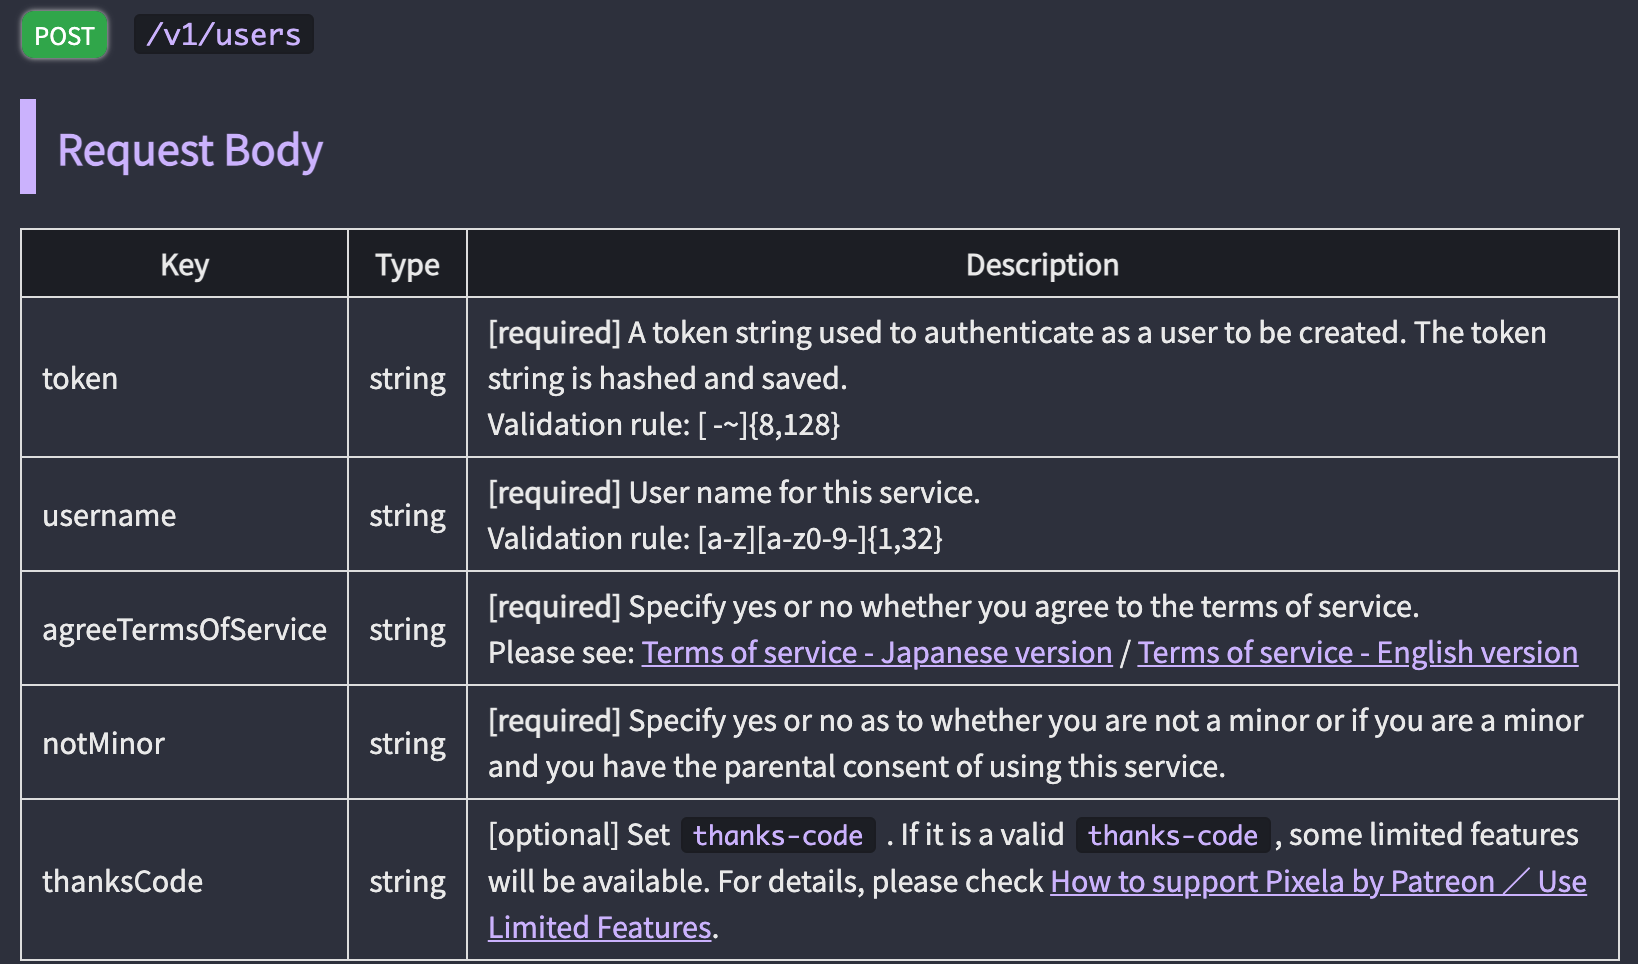 POST /v1/users
Request Body
Key Type Description
token string [required] A token string used to authenticate as a user to be created. The token
string is hashed and saved.
Validation rule: [ -~]{8,128}
username string [required] User name for this service.
Validation rule: [a-z][a-z0-9-]{1,32}
agreeTermsOfService string [required] Specify yes or no whether you agree to the terms of service.
Please see: Terms of service - Japanese version / Terms of service - English version
notMinor string [required] Specify yes or no as to whether you are not a minor or if you are a minor
and you have the parental consent of using this service.
thanksCode string [optional] Set thanks-code . If it is a valid thanks-code , some limited features
will be available. For details, please check How to support Pixela by Patreon ／ Use
Limited Features.